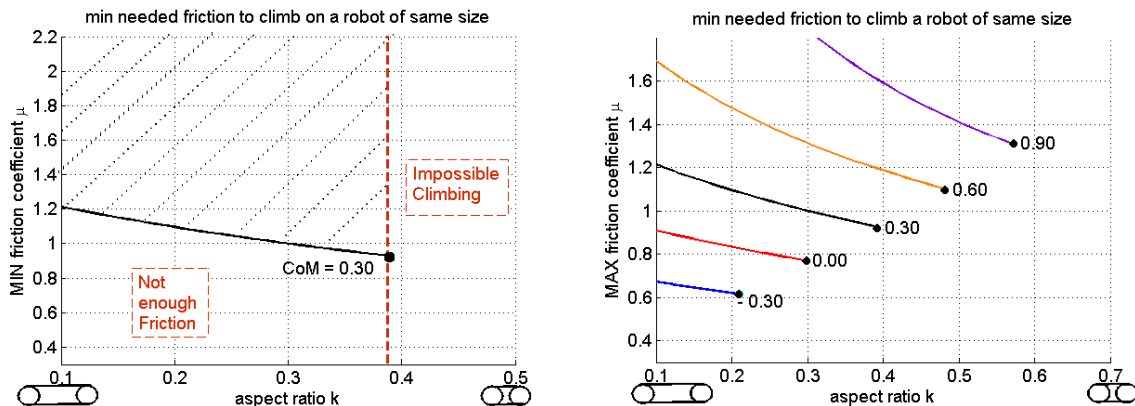 min needed friction to climb on a robot of same size
MIN friction coefficient μ
2.2
2
1.8
1.6
1.4
1.2
1
0.8
0.6
0.4
Impossible
Climbing
CoM = 0.30
Not
enough
Friction
0.1 0.2 0.3 0.4 0.5
aspect ratio k
min needed friction to climb a robot of same size
MAX friction coefficient μ
1.6
1.4
1.2
1
0.8
0.6
0.4
0.90
0.60
0.30
0.00
- 0.30
0.1 0.2 0.3 0.4 0.5 0.6 0.7
aspect ratio k